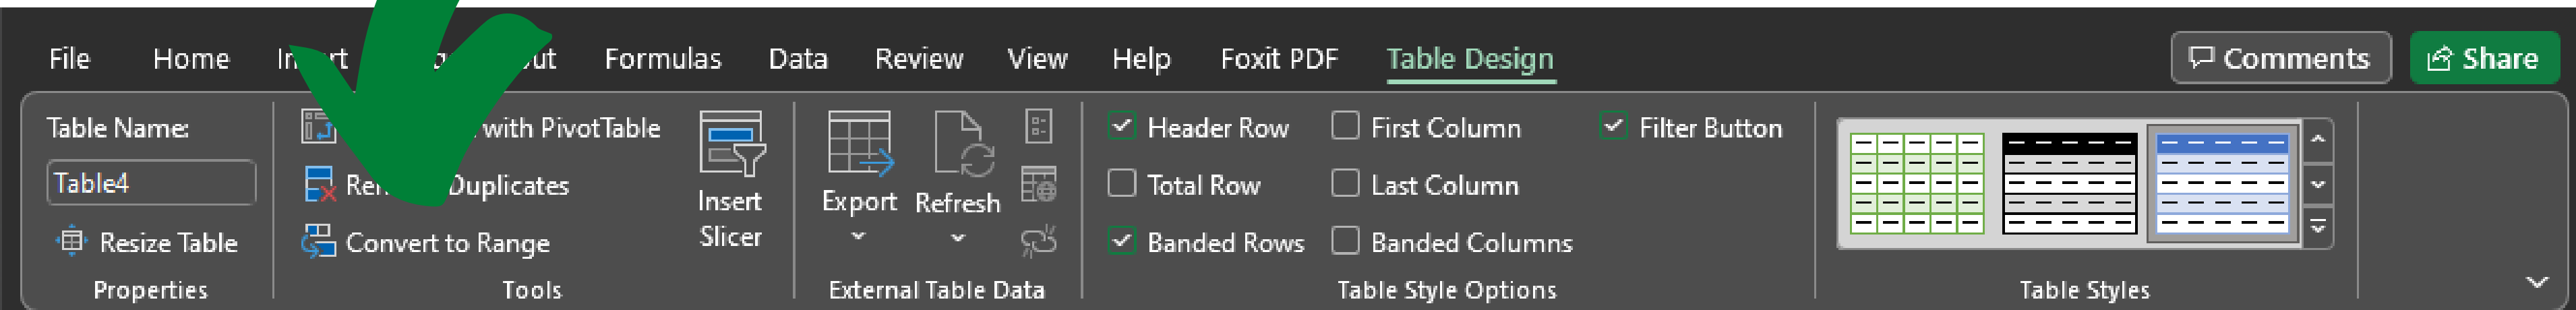 File Home Formulas Data Review View Help Foxit PDF Table Design Comments Share
Table Name:
Table4
Resize Table
Properties
with PivotTable
Duplicates
Convert to Range
Insert
Slicer
Tools
Export
Refresh
External Table Data
Header Row
Total Row
Banded Rows
First Column
Last Column
Banded Columns
Filter Button
Table Style Options
Table Styles